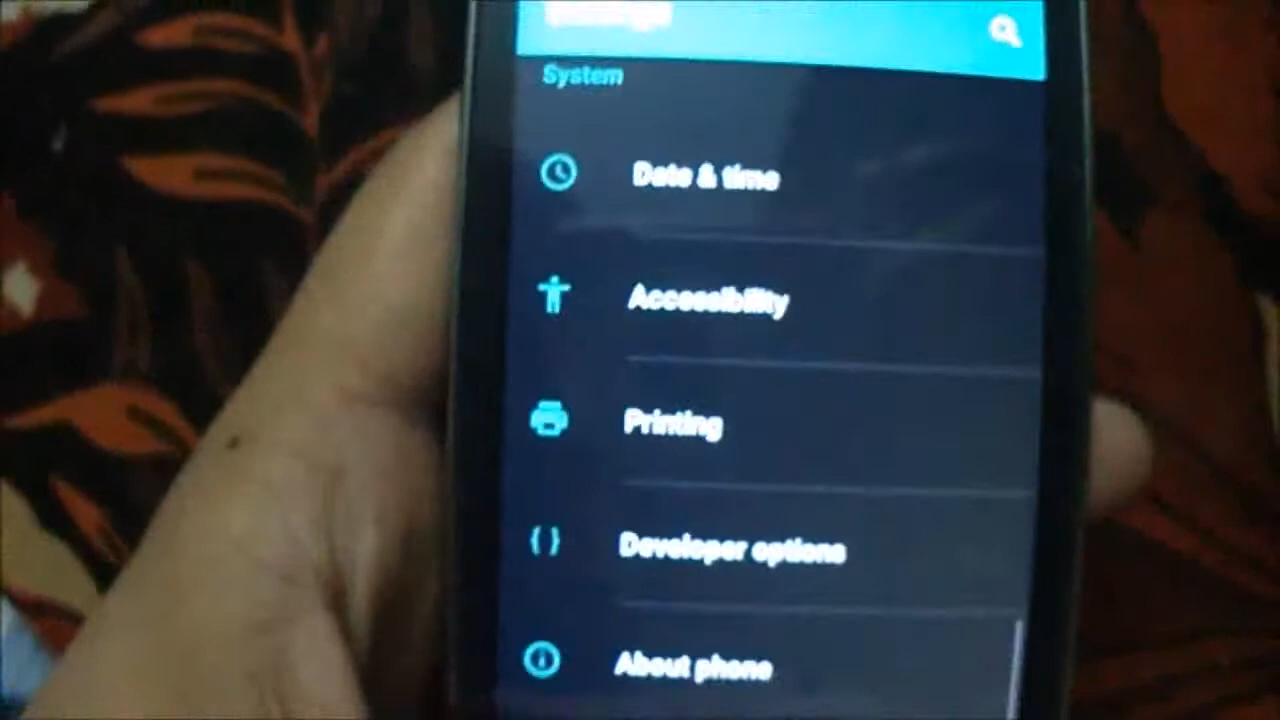 System
Date & time
Accessibility
Printing
Developer options
About phone